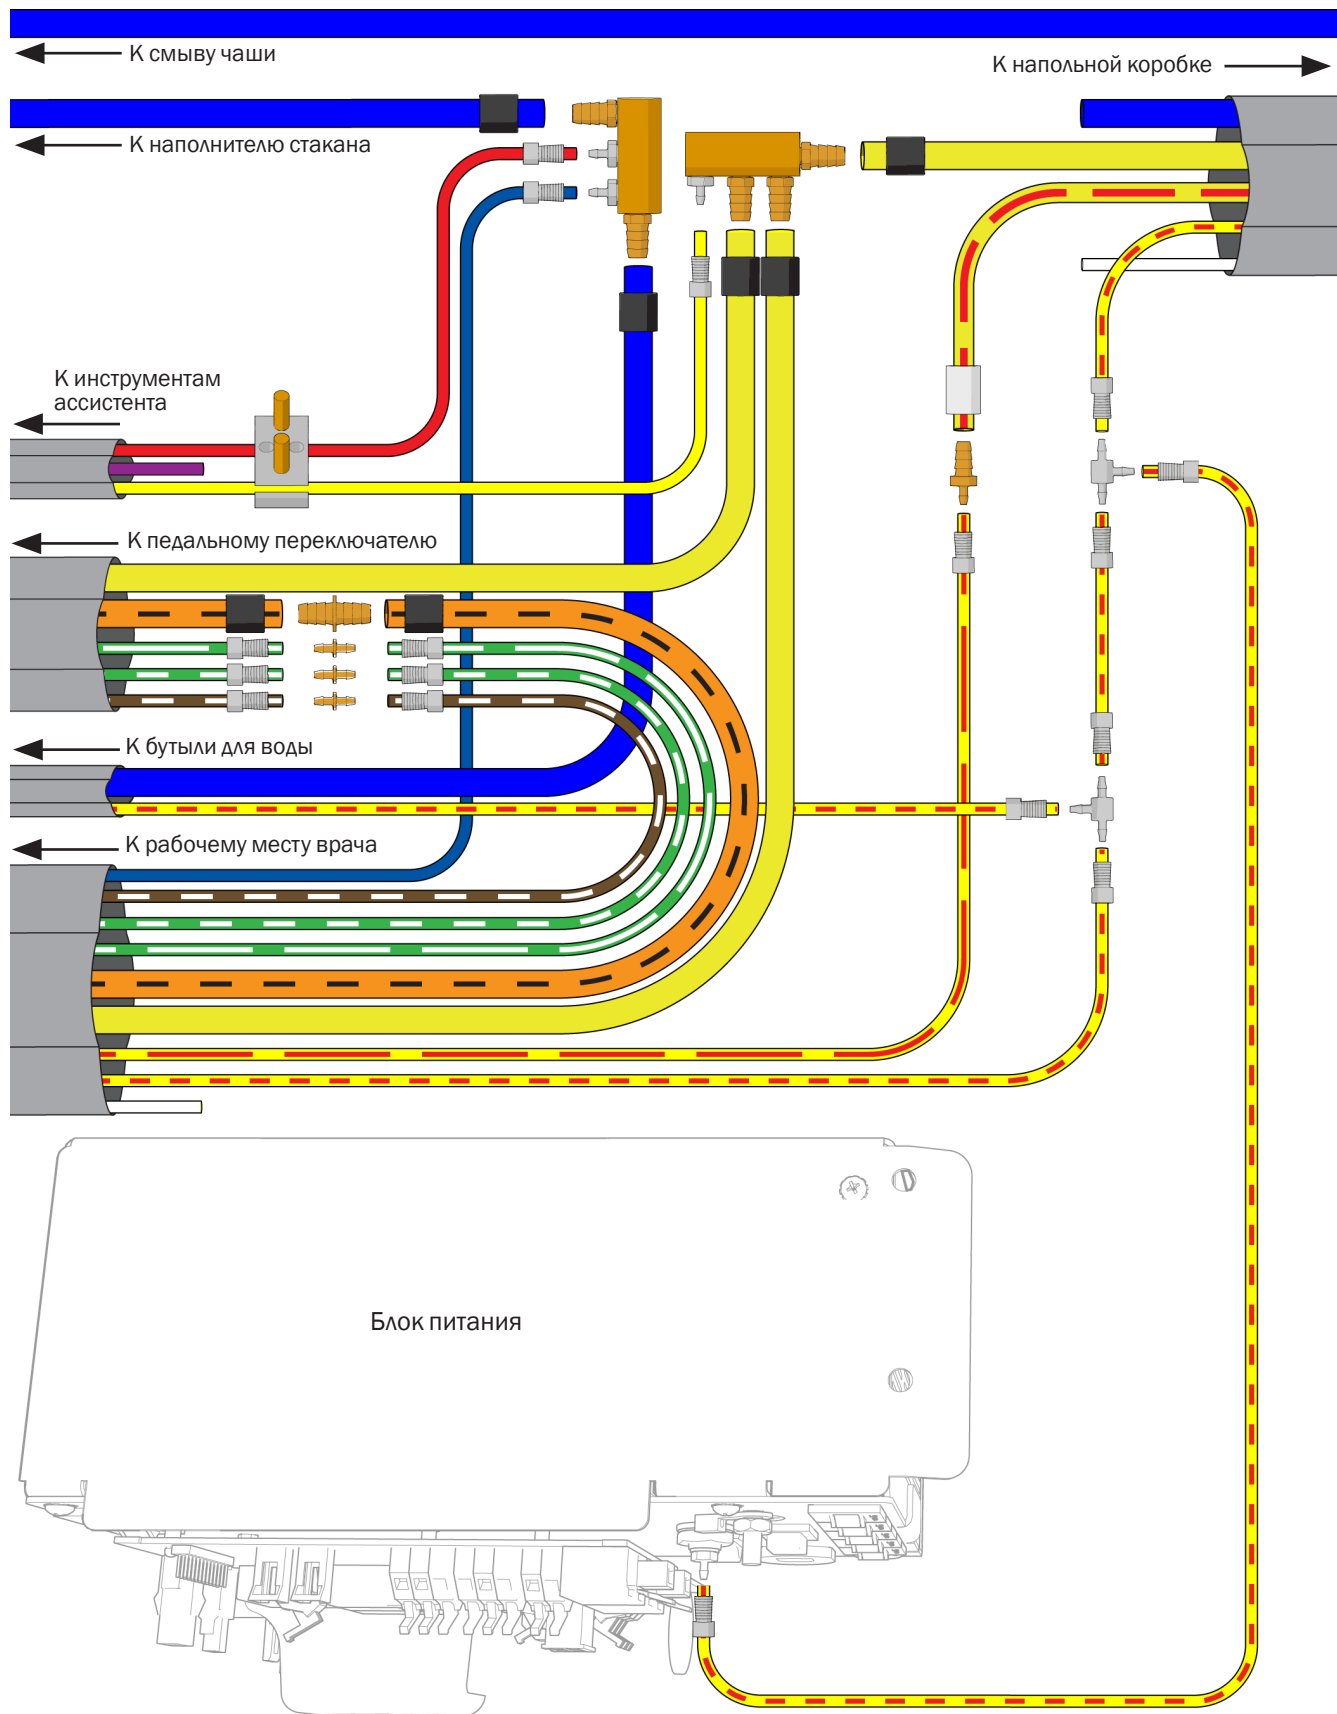 К смыву чаши
К напольной коробке
К наполнителю стакана
К инструментам
ассистента
К педальному переключателю
К бутыли для воды
К рабочему месту врача
Блок питания